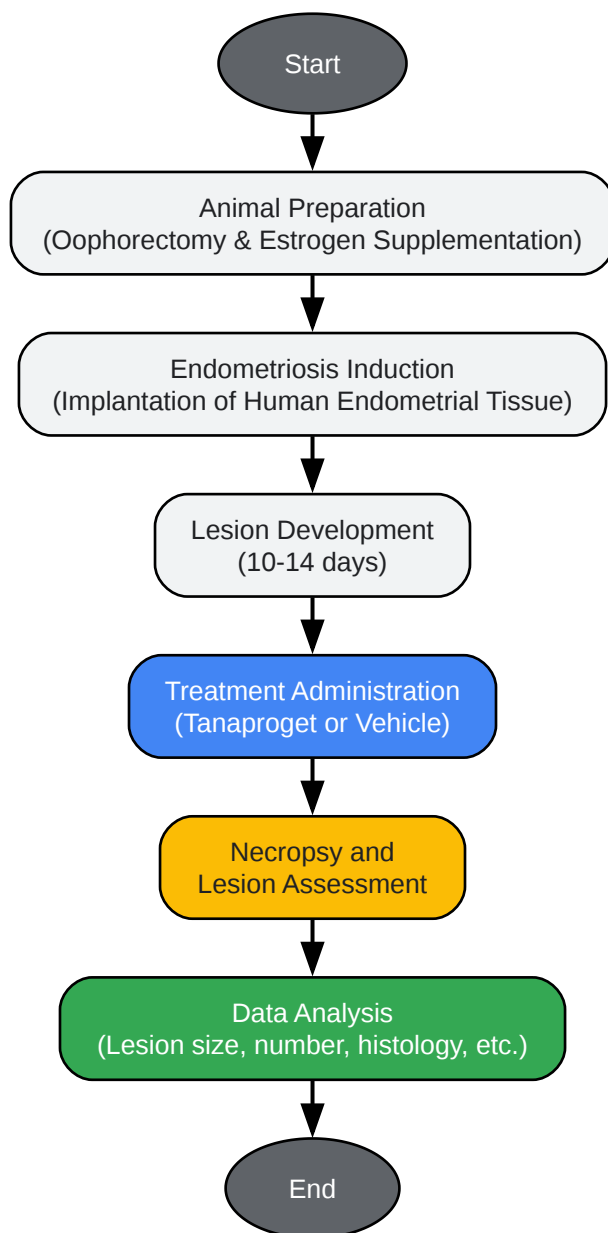 Start
Animal Preparation
(Oophorectomy & Estrogen Supplementation)
Endometriosis Induction
(Implantation of Human Endometrial Tissue)
Lesion Development
(10-14 days)
Treatment Administration
(Tanaproget or Vehicle)
Necropsy and
Lesion Assessment
Data Analysis
(Lesion size, number, histology, etc.)
End